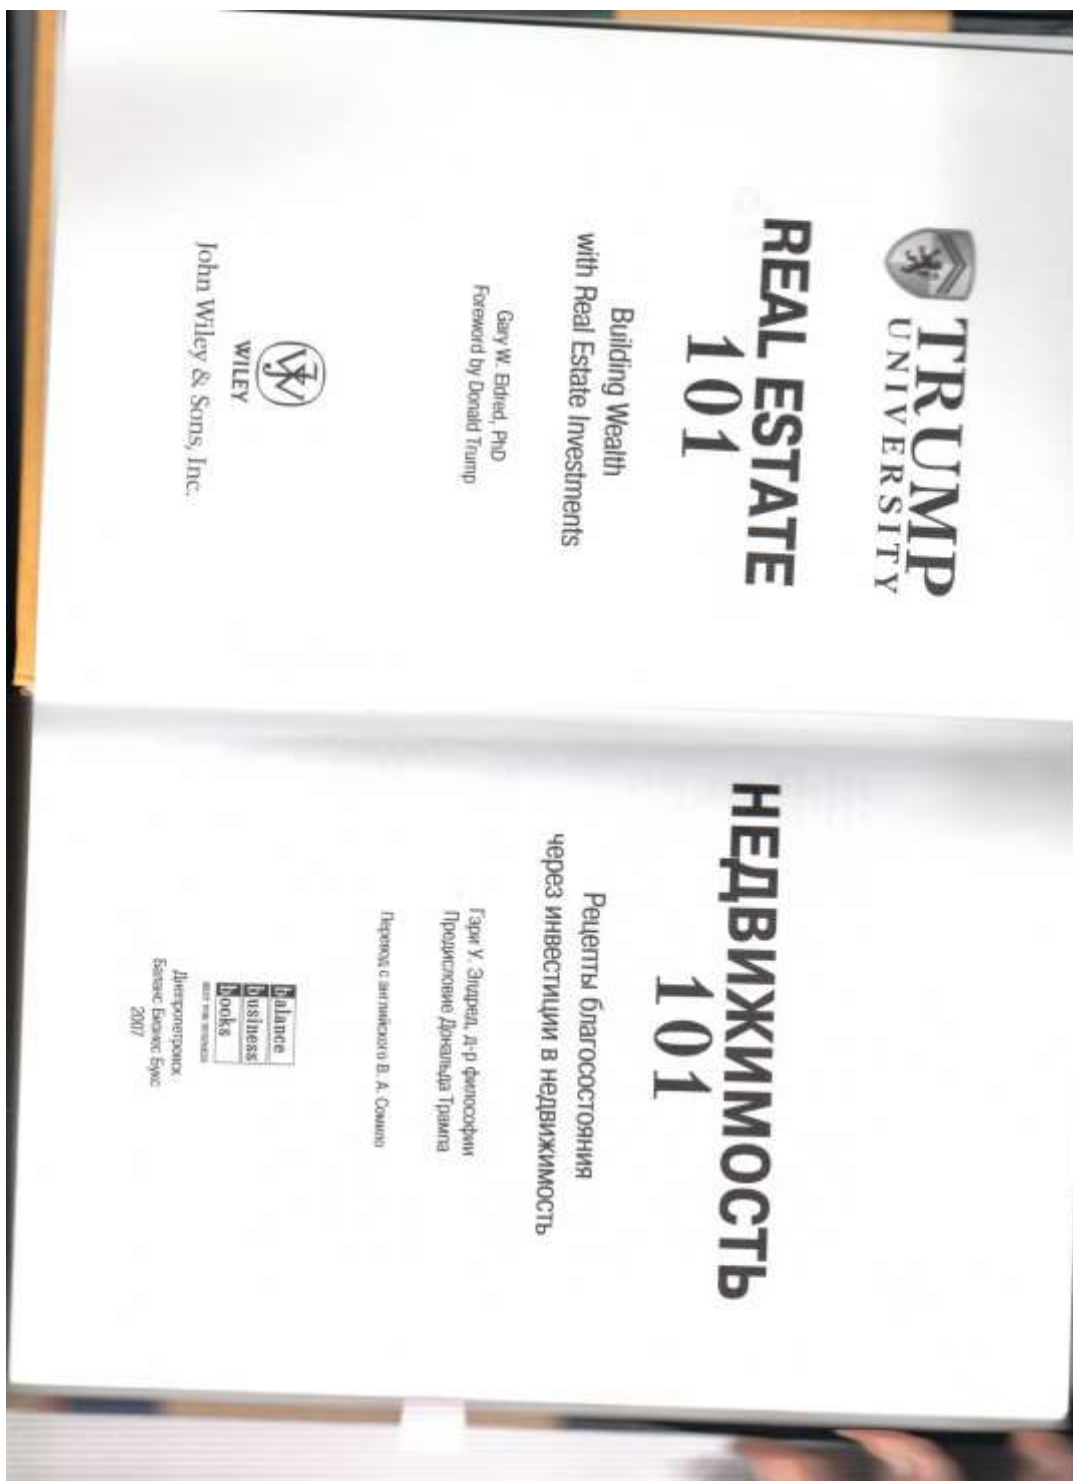 TRUMP
UNIVERSITY
REAL ESTATE
101
Building Wealth
with Real Estate Investments
Gary W. Eldred, PhD
Foreword by Donald Trump
WILEY
John Wiley & Sons, Inc.
НЕДВИЖИМОСТЬ
101
Рецепты благосостояния
через инвестиции в недвижимость
Гэри У. Элдред, д-р философии
Предисловие Дональда Трампа
Перевод с английского В. А. Сомило
balance
business
books
Днепропетровск
Баланс Бизнес Букс
2007